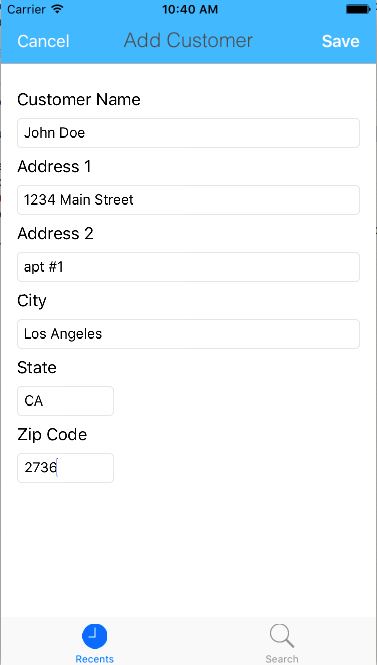 Carrier 10:40 AM
Cancel Add Customer Save
Customer Name
John Doe
Address 1
1234 Main Street
Address 2
apt #1
City
Los Angeles
State
CA
Zip Code
2736
Recents Search